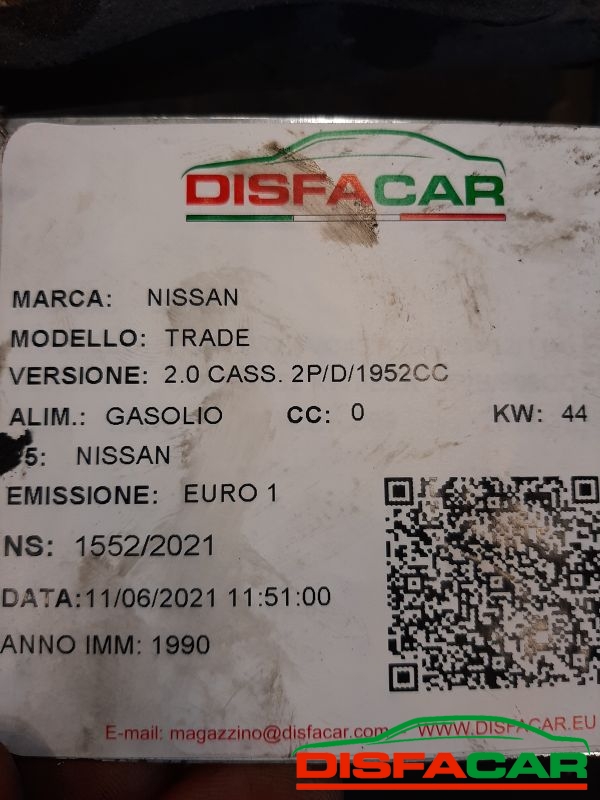 DISFACAR
MARCA: NISSAN
MODELLO: TRADE
VERSIONE: 2.0 CASS. 2P/D/1952CC
ALIM.: GASOLIO CC: 0 KW: 44
5: NISSAN
EMISSIONE: EURO 1
NS: 1552/2021
DATA:11/06/2021 11:51:00
ANNO IMM: 1990
E-mail: magazzino@disfacar.com WWW.DISFACAR.EU
DISFACAR